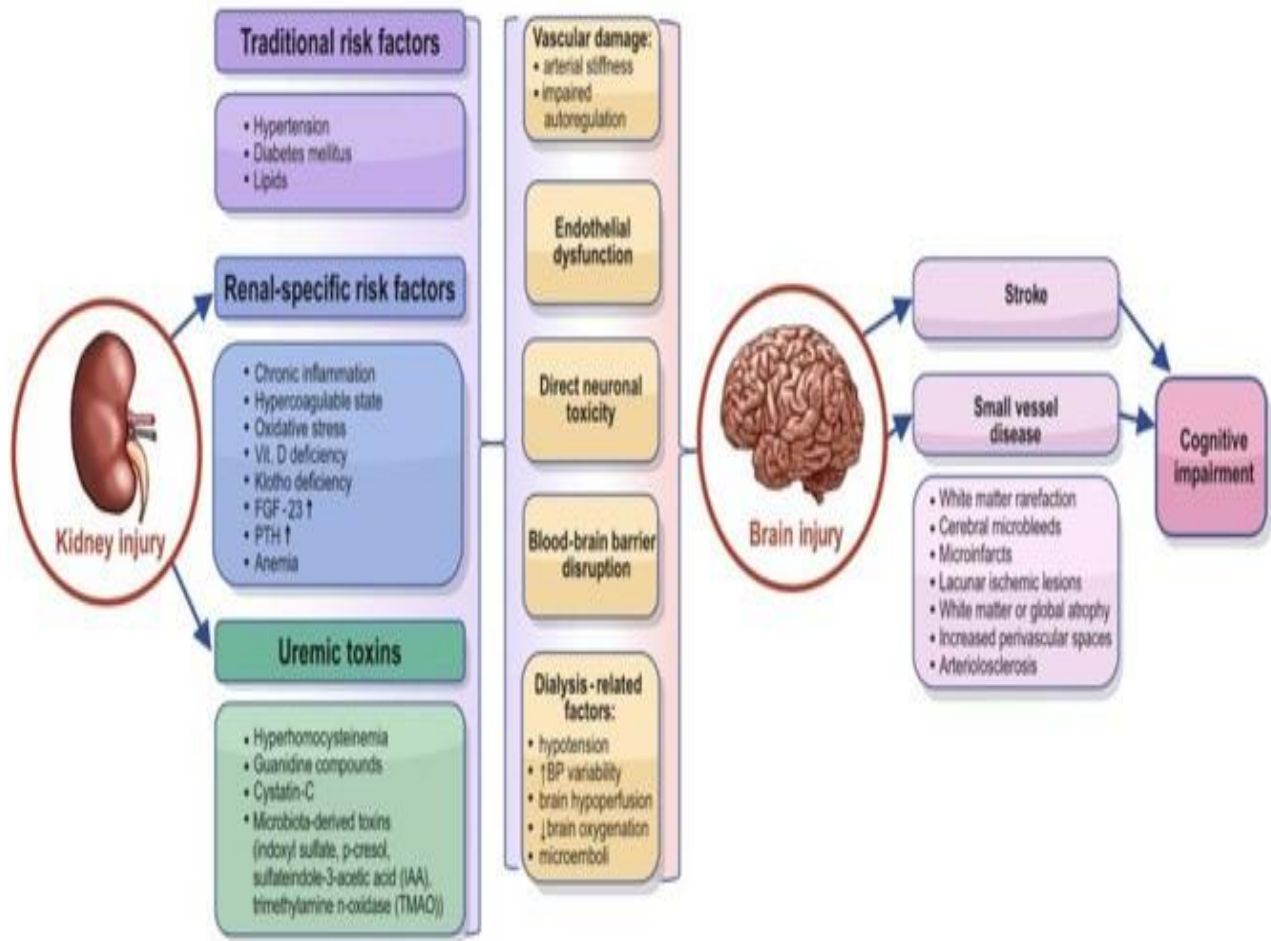 Traditional risk factors
• Hypertension
• Diabetes mellitus
• Lipids
Kidney injury
Renal-specific risk factors
• Chronic inflammation
• Hypercoagulable state
• Oxidative stress
• Vit. D deficiency
• Klotho deficiency
• FGF-23 ↑
• PTH ↑
• Anemia
Uremic toxins
• Hyperhomocysteinemia
• Guanidine compounds
• Cystatin-C
• Microbiota-derived toxins
(indoxyl sulfate, p-cresol,
sulfateindole-3-acetic acid (IAA),
trimethylamine n-oxidase (TMAO))
Vascular damage:
• arterial stiffness
• impaired
autoregulation
Endothelial
dysfunction
Direct neuronal
toxicity
Blood-brain barrier
disruption
Dialysis-related
factors:
• hypotension
• ↑BP variability
• brain hypoperfusion
• ↓brain oxygenation
• microemboli
Brain injury
Stroke
Small vessel
disease
• White matter rarefaction
• Cerebral microbleeds
• Microinfarcts
• Lacunar ischemic lesions
• White matter or global atrophy
• Increased perivascular spaces
• Arteriolosclerosis
Cognitive
impairment